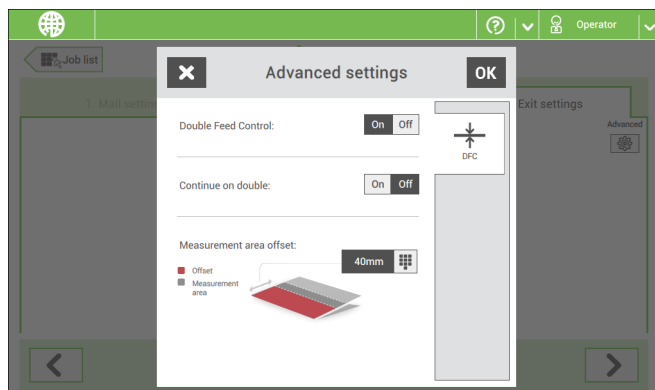 Operator
Job list
Advanced settings
OK
1. Mail settin
Exit settings
Advanced
Double Feed Control:
On Off
DFC
Continue on double:
On Off
Measurement area offset:
40mm
Offset
Measurement
area